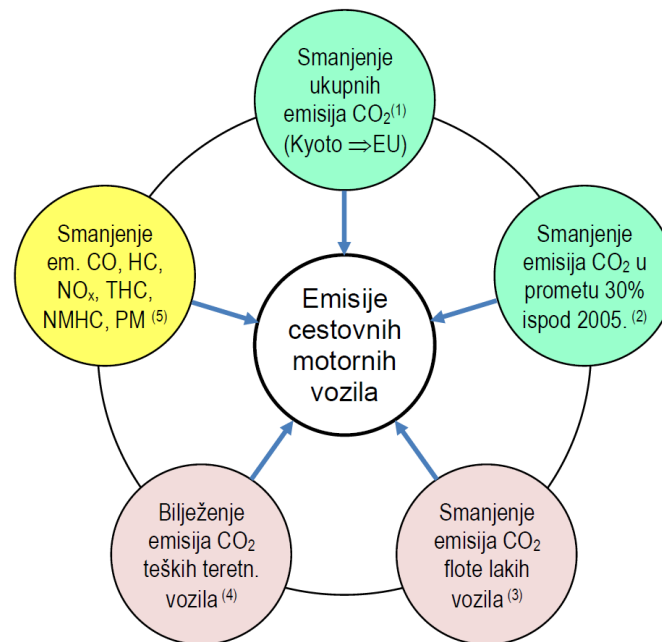 Smanjenje
ukupnih
emisija CO₂⁽¹⁾
(Kyoto ⇒EU)
Smanjenje
em. CO, HC,
NOₓ, THC,
NMHC, PM ⁽⁵⁾
Smanjenje
emisija CO₂ u
prometu 30%
ispod 2005. ⁽²⁾
Emisije
cestovnih
motornih
vozila
Bilježenje
emisija CO₂
teških teretn.
vozila ⁽⁴⁾
Smanjenje
emisija CO₂
flote lakih
vozila ⁽³⁾